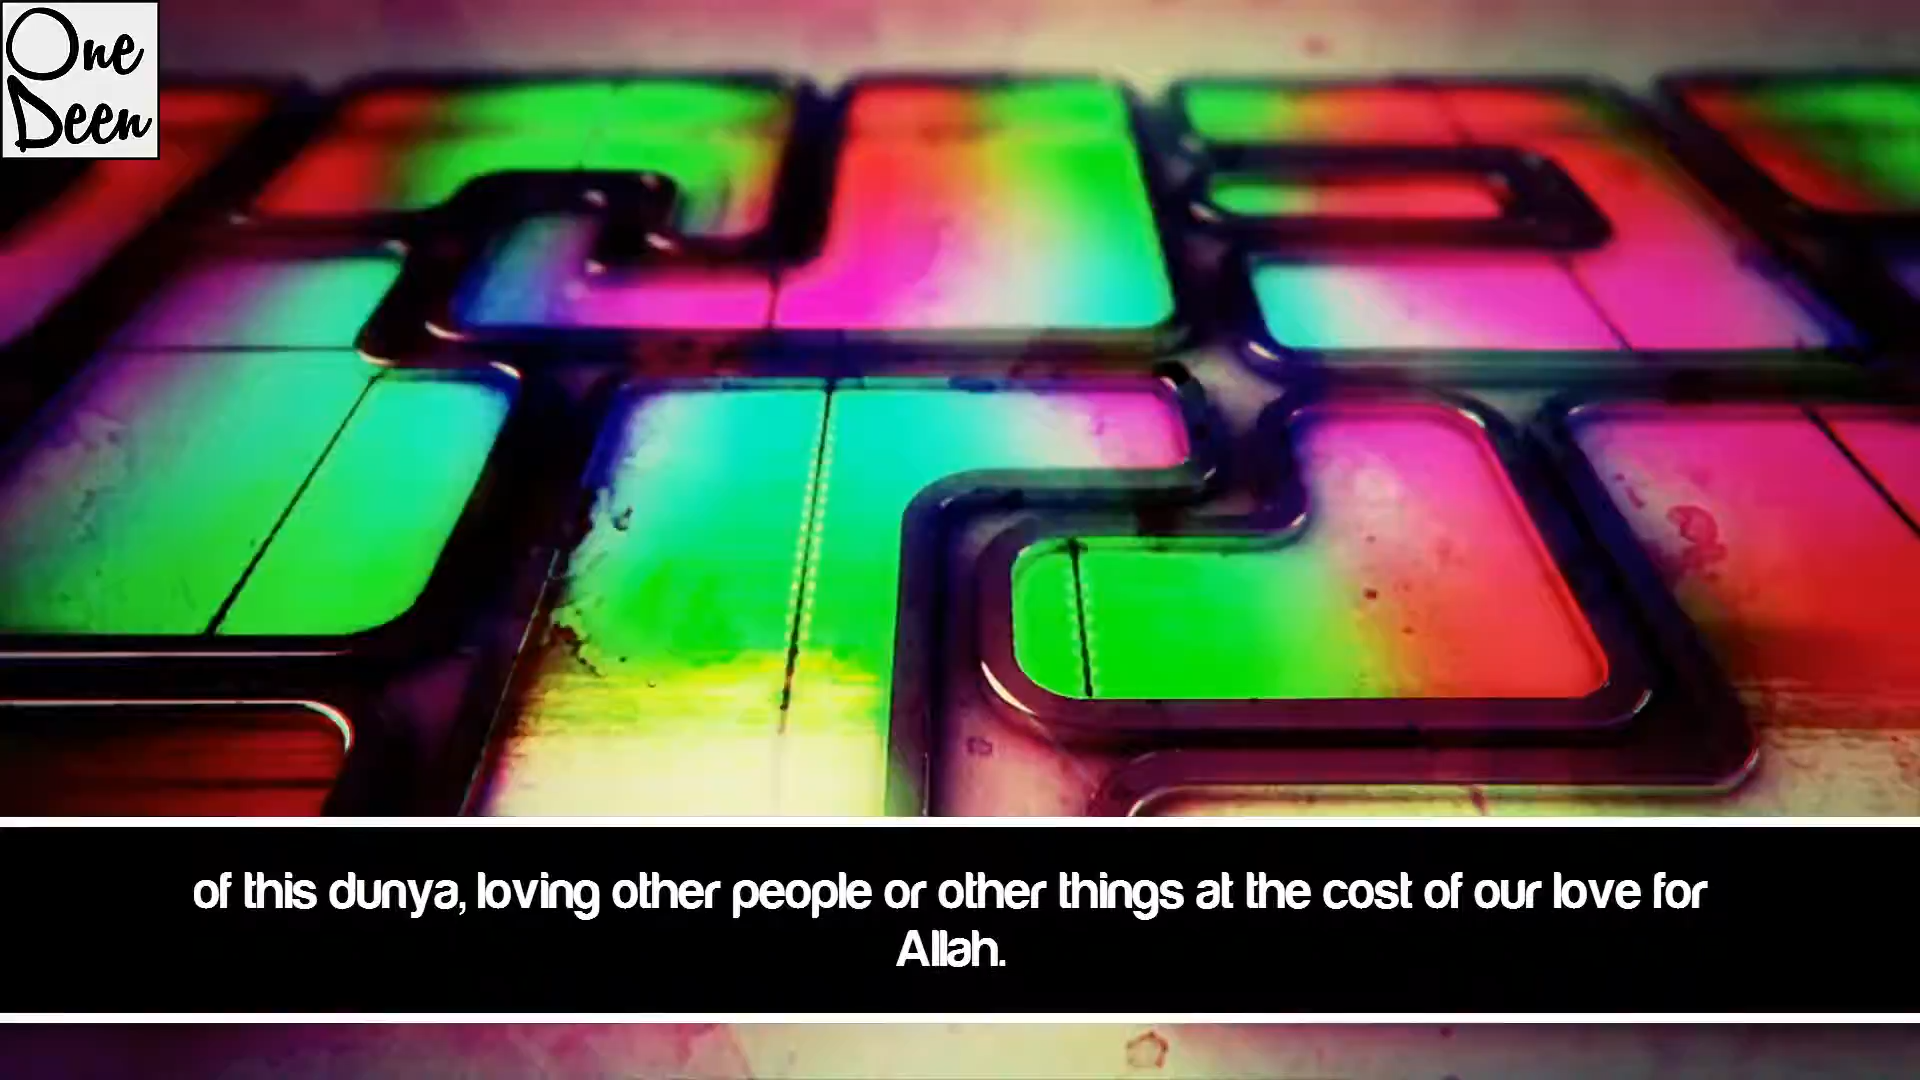 One
Deen
of this dunya, loving other people or other things at the cost of our love for
Allah.